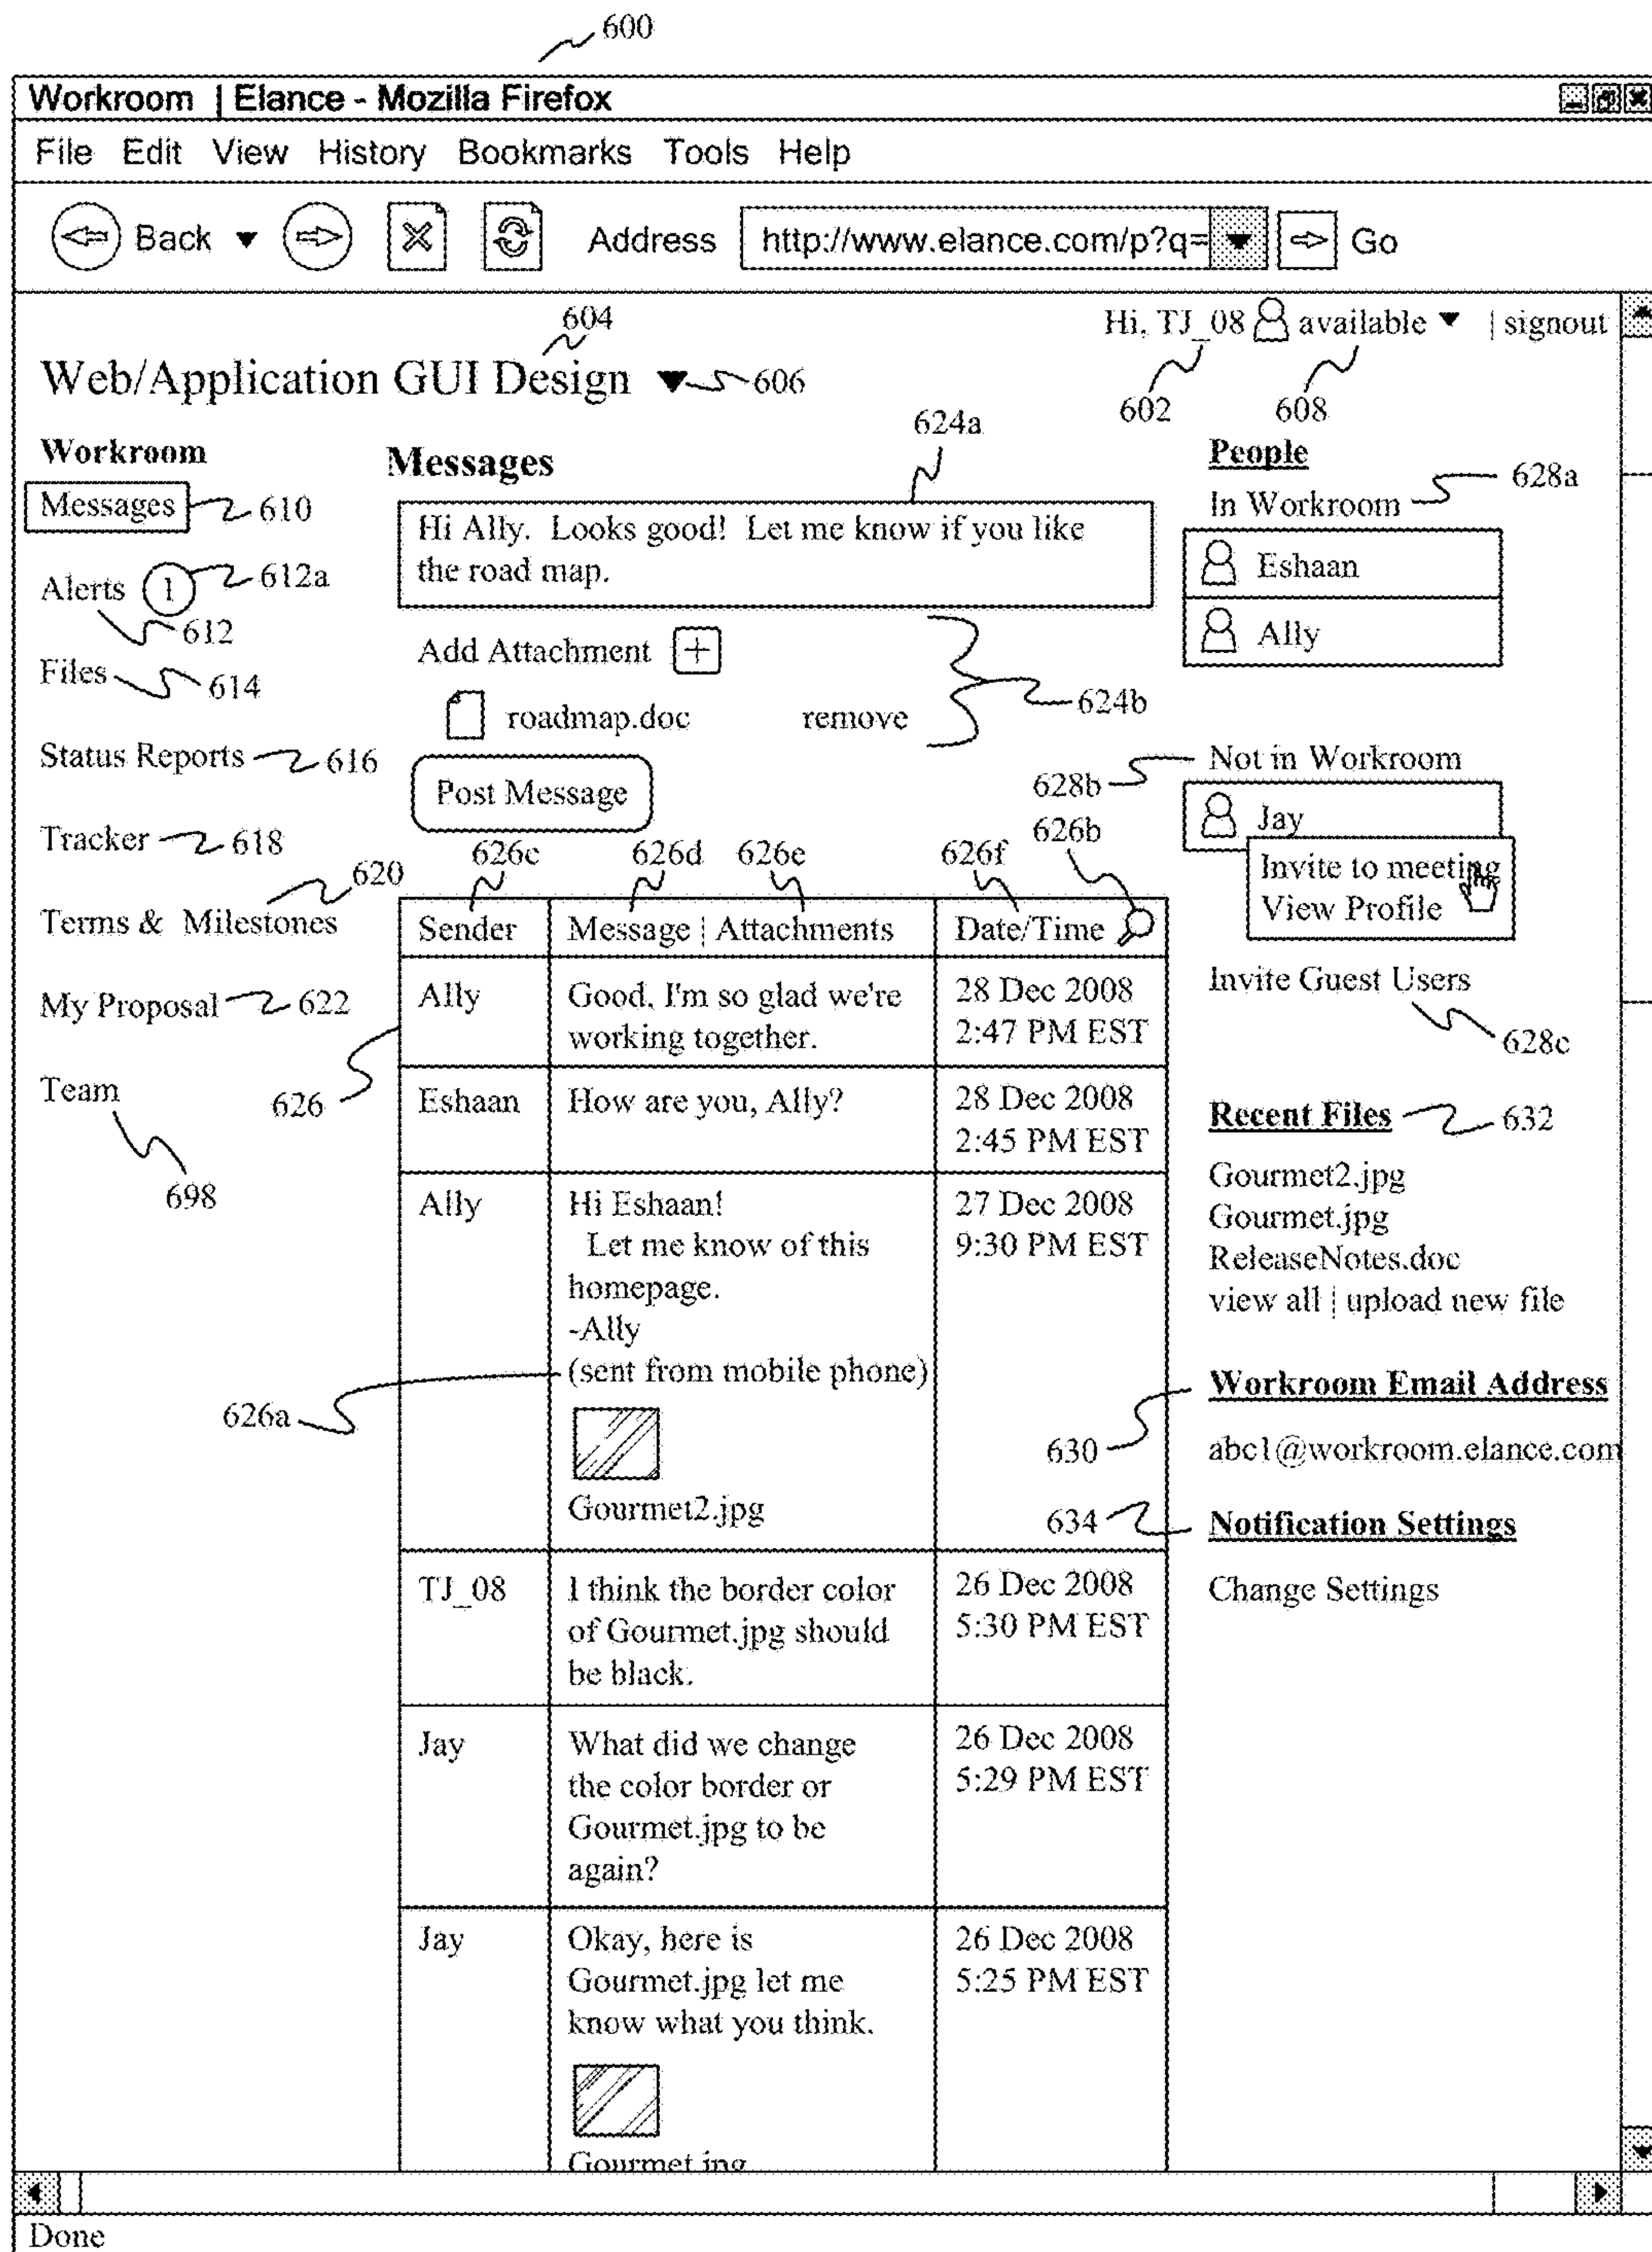 600
Workroom | Elance - Mozilla Firefox
File Edit View History Bookmarks Tools Help
Back Address http://www.elance.com/p?q= Go
604
Hi, TJ_08 available | signout
Web/Application GUI Design 606
602 608
624a
Workroom
Messages 610
Alerts 1 612a
612
Files 614
Status Reports 616
Tracker 618
620
Terms & Milestones
My Proposal 622
Team
698
Messages
Hi Ally. Looks good! Let me know if you like
the road map.
Add Attachment +
624b
roadmap.doc remove
Post Message
626c 626d 626e 626f 626b
626
Sender Message | Attachments Date/Time
Ally Good, I'm so glad we're 28 Dec 2008
working together. 2:47 PM EST
Eshaan How are you, Ally? 28 Dec 2008
2:45 PM EST
Ally Hi Eshaan! 27 Dec 2008
Let me know of this 9:30 PM EST
homepage.
-Ally
(sent from mobile phone)
626a
Gourmet2.jpg
TJ_08 I think the border color 26 Dec 2008
of Gourmet.jpg should 5:30 PM EST
be black.
Jay What did we change 26 Dec 2008
the color border or 5:29 PM EST
Gourmet.jpg to be
again?
Jay Okay, here is 26 Dec 2008
Gourmet.jpg let me 5:25 PM EST
know what you think.
Gourmet.jpg
People
In Workroom 628a
Eshaan
Ally
Not in Workroom
628b
Jay
Invite to meeting
View Profile
Invite Guest Users
628c
Recent Files 632
Gourmet2.jpg
Gourmet.jpg
ReleaseNotes.doc
view all | upload new file
Workroom Email Address
630
abc1@workroom.elance.com
634 Notification Settings
Change Settings
Done